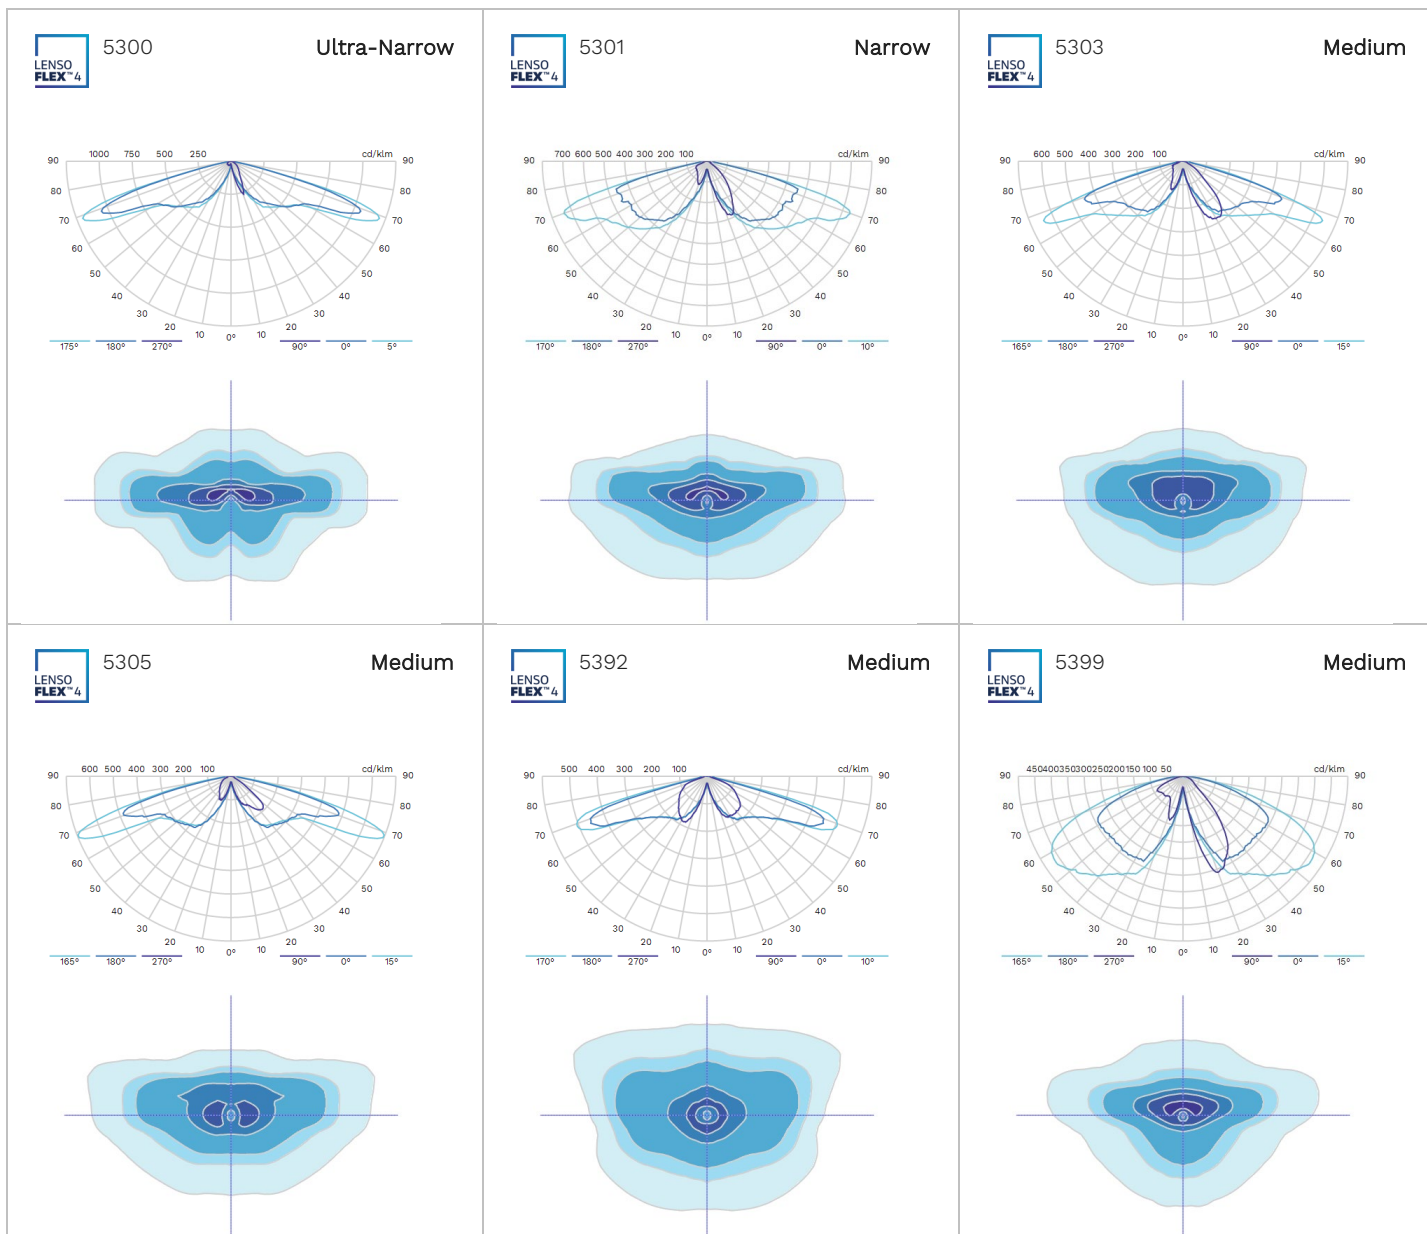 5300 Ultra-Narrow
LENSO
FLEX™4
90 1000 750 500 250 cd/klm 90
80 80
70 70
60 60
50 50
40 40
30 30
20 10 0° 10 20
175° 180° 270° 90° 0° 5°
5301 Narrow
LENSO
FLEX™4
90 700 600 500 400 300 200 100 cd/klm 90
80 80
70 70
60 60
50 50
40 40
30 30
20 10 0° 10 20
170° 180° 270° 90° 0° 10°
5303 Medium
LENSO
FLEX™4
90 600 500 400 300 200 100 cd/klm 90
80 80
70 70
60 60
50 50
40 40
30 30
20 10 0° 10 20
165° 180° 270° 90° 0° 15°
5305 Medium
LENSO
FLEX™4
90 600 500 400 300 200 100 cd/klm 90
80 80
70 70
60 60
50 50
40 40
30 30
20 10 0° 10 20
165° 180° 270° 90° 0° 15°
5392 Medium
LENSO
FLEX™4
90 500 400 300 200 100 cd/klm 90
80 80
70 70
60 60
50 50
40 40
30 30
20 10 0° 10 20
170° 180° 270° 90° 0° 10°
5399 Medium
LENSO
FLEX™4
90 450400350300250200150 100 50 cd/klm 90
80 80
70 70
60 60
50 50
40 40
30 30
20 10 0° 10 20
165° 180° 270° 90° 0° 15°